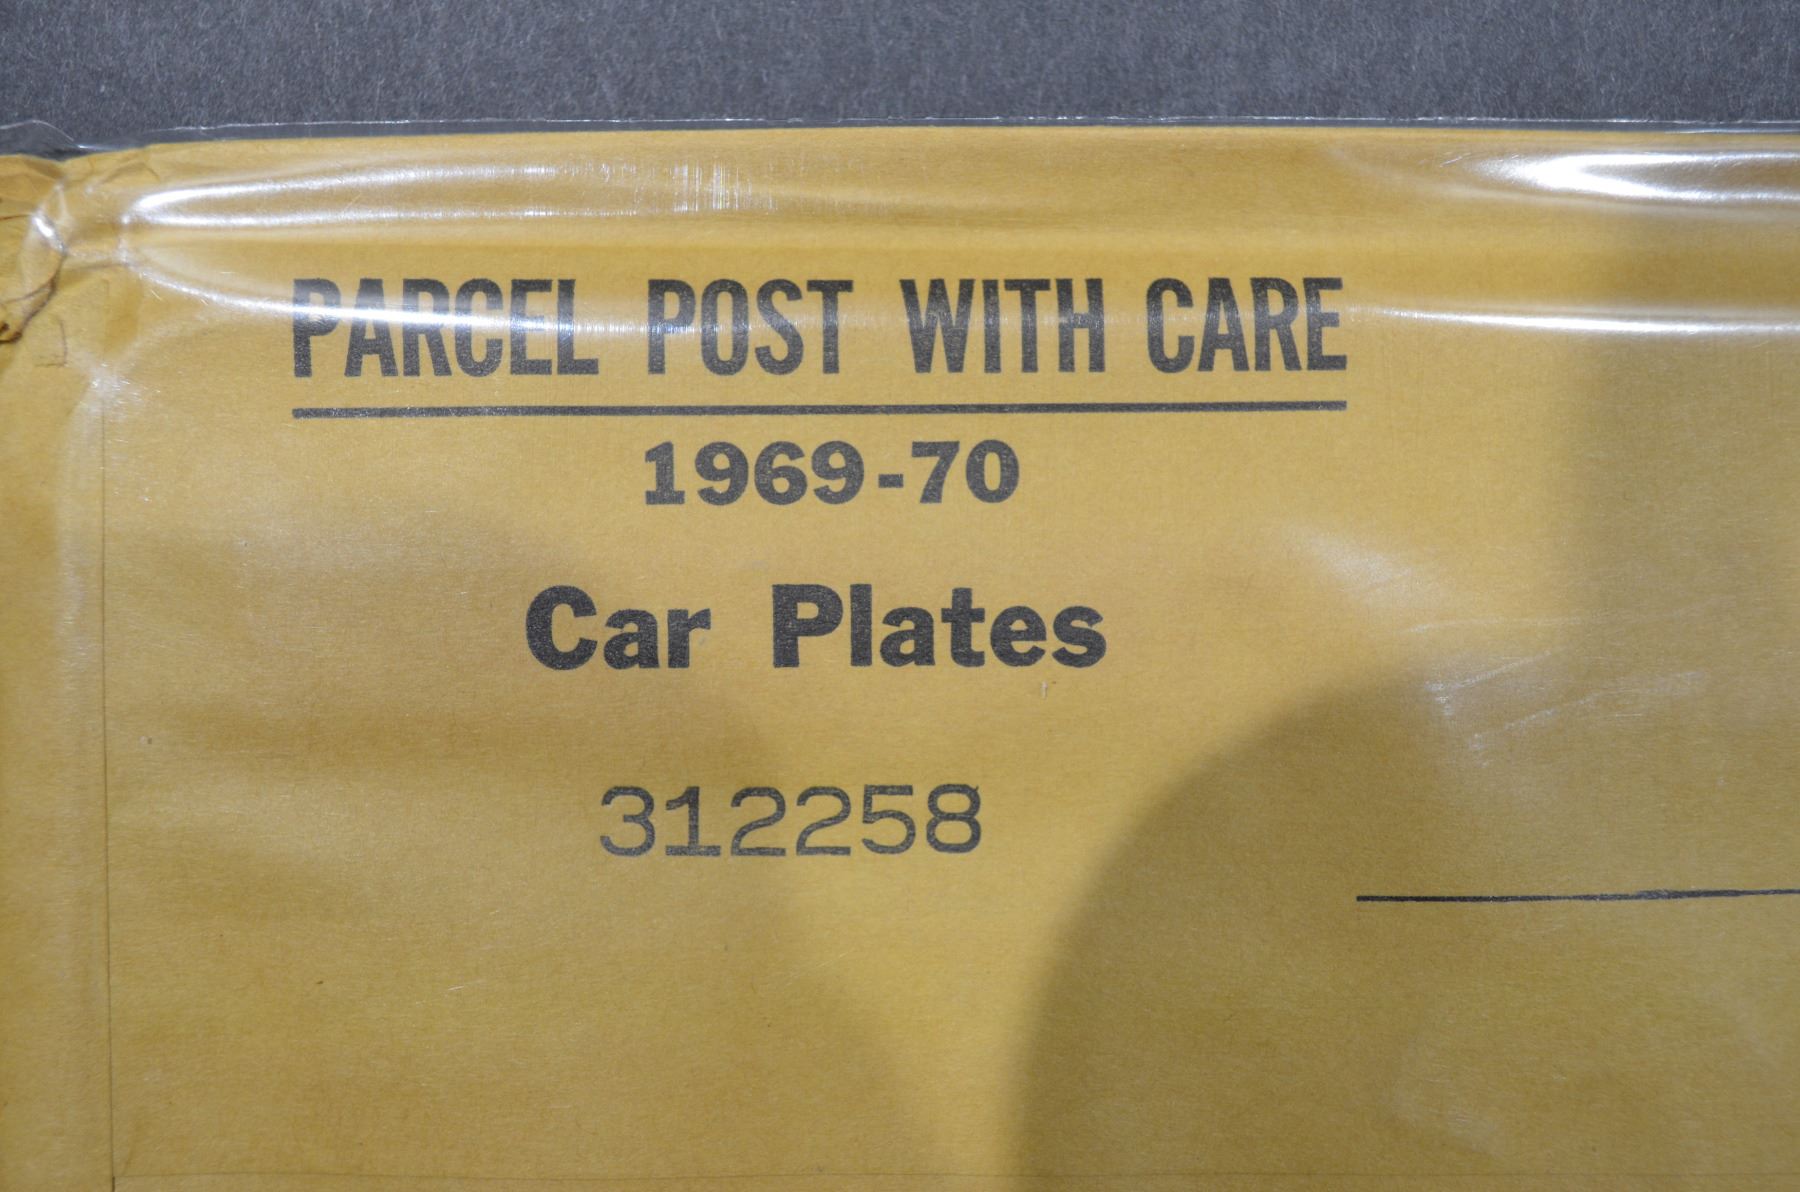 PARCEL POST WITH CARE
1969-70
Car Plates
312258